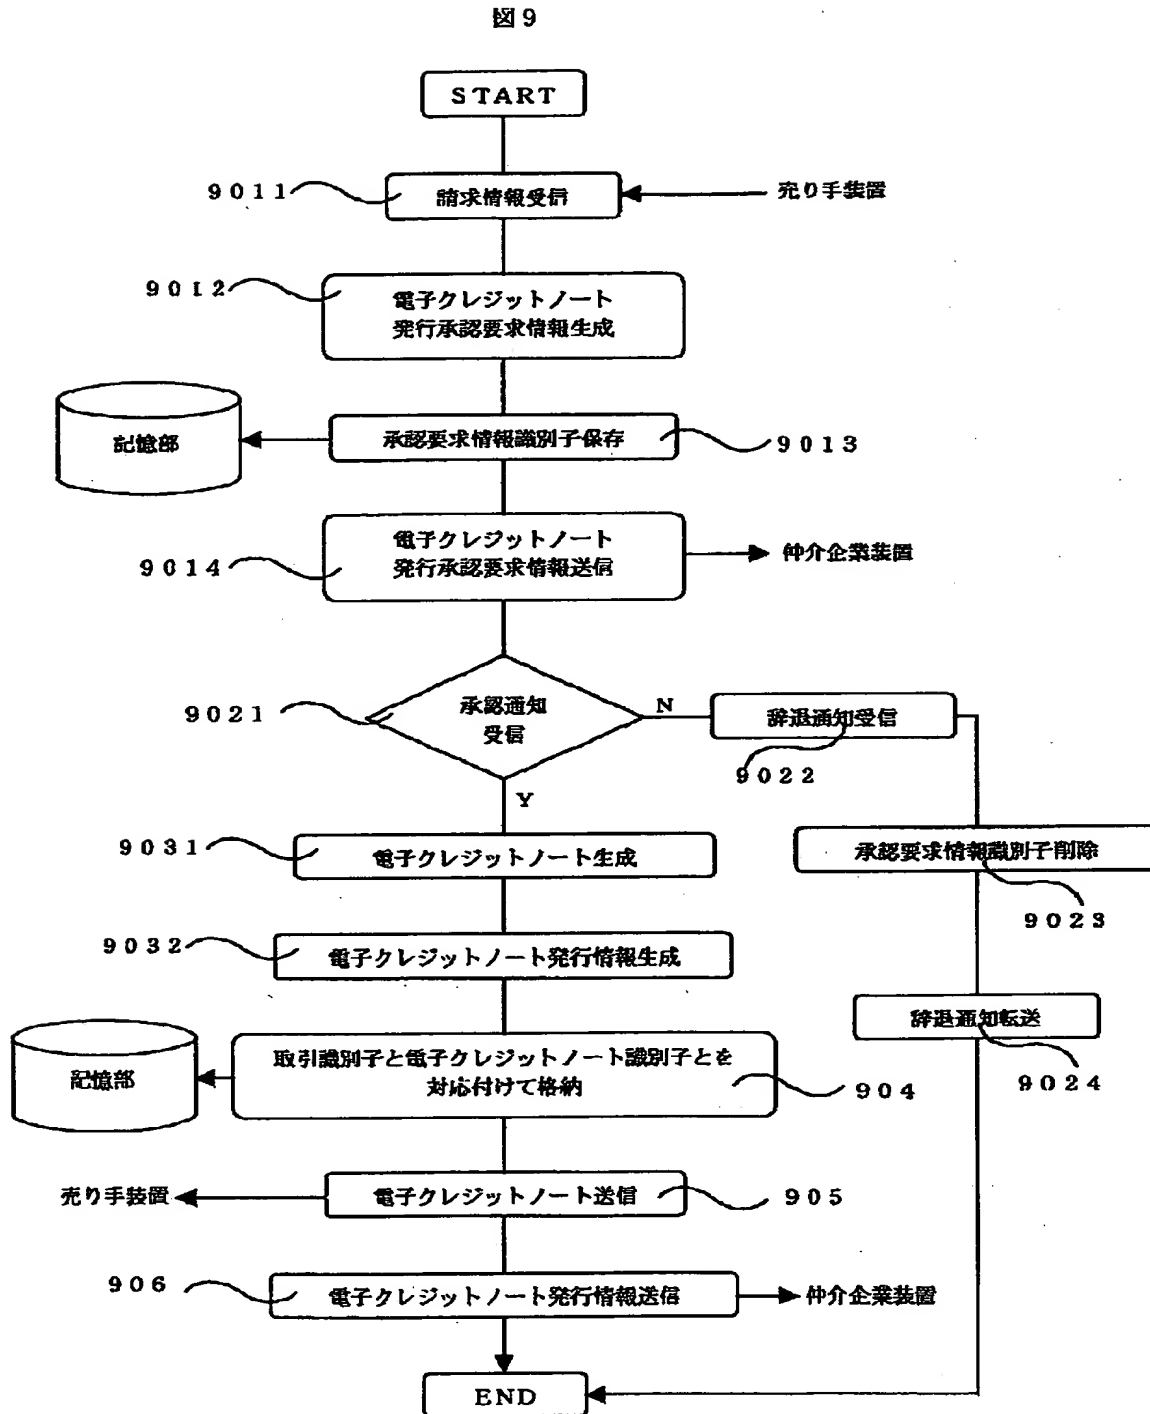 図9
START
9011
請求情報受信
売り手装置
9012
電子クレジットノート
発行承認要求情報生成
記憶部
承認要求情報識別子保存
9013
電子クレジットノート
発行承認要求情報送信
9014
仲介企業装置
9021
承認通知
受信
N
辞退通知受信
9022
Y
9031
電子クレジットノート生成
承認要求情報識別子削除
9023
9032
電子クレジットノート発行情報生成
辞退通知転送
9024
記憶部
取引識別子と電子クレジットノート識別子とを
対応付けて格納
904
売り手装置
電子クレジットノート送信
905
906
電子クレジットノート発行情報送信
仲介企業装置
END